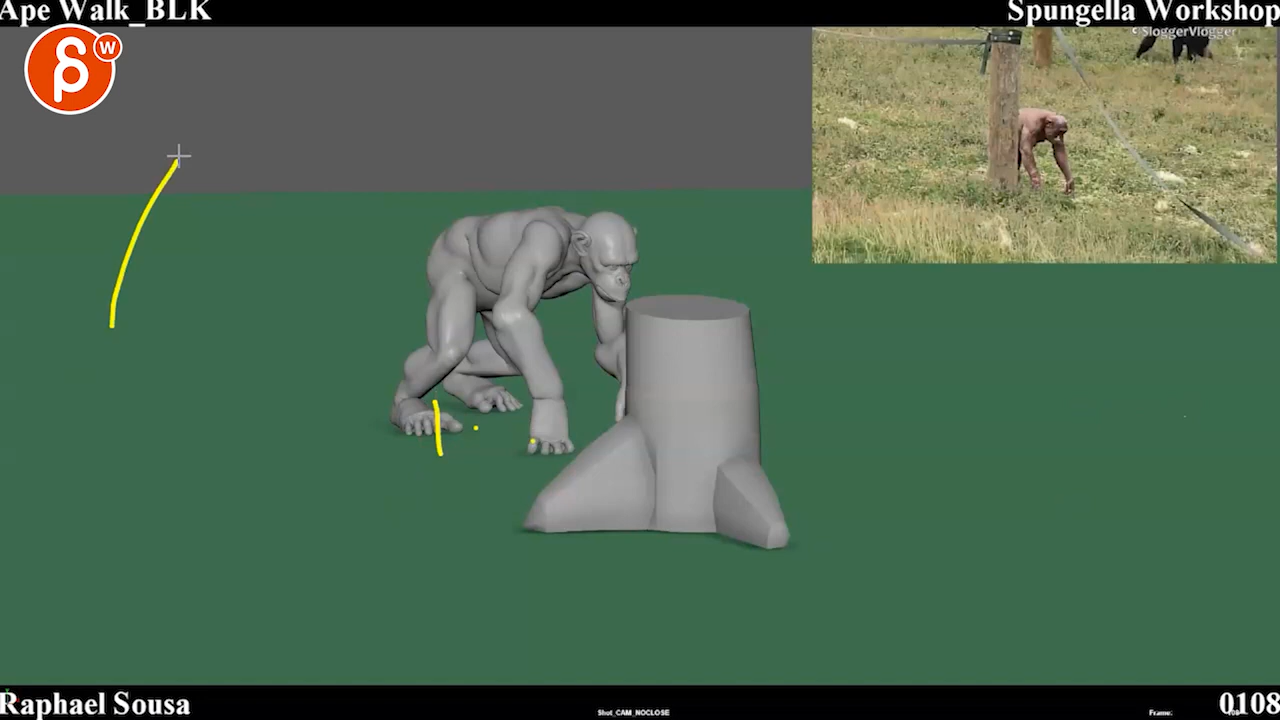 Ape Walk_BLK
Spungella Workshop
W
SloggerVlogger
Raphael Sousa
Shot_CAM_NOCLOSE
Frame:
0108